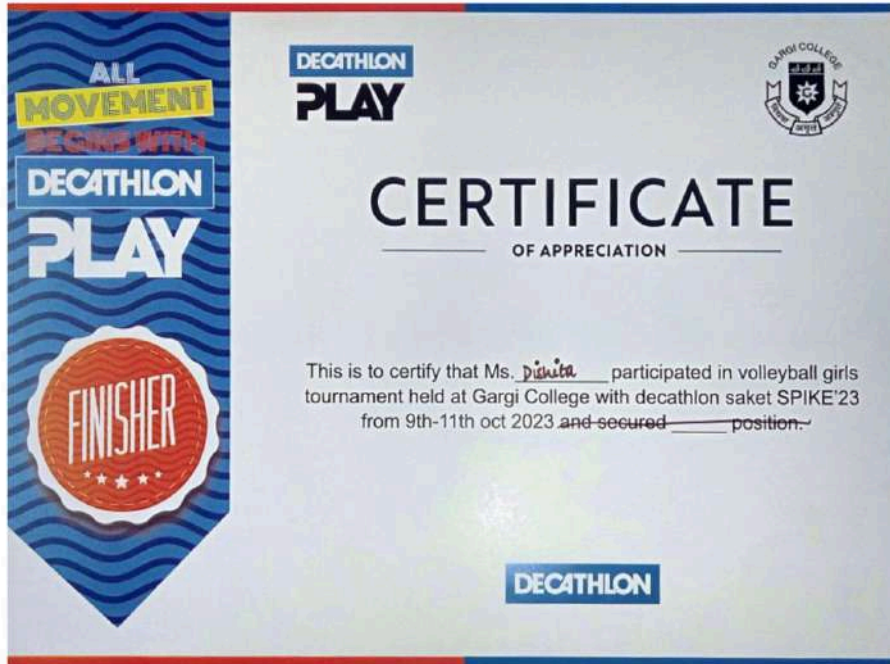 ALL
MOVEMENT
BEGINS WITH
DECATHLON
PLAY
FINISHER
DECATHLON
PLAY
GARGI COLLEGE
CERTIFICATE
OF APPRECIATION
This is to certify that Ms. Dishita participated in volleyball girls
tournament held at Gargi College with decathlon saket SPIKE'23
from 9th-11th oct 2023 and secured ______ position.
DECATHLON